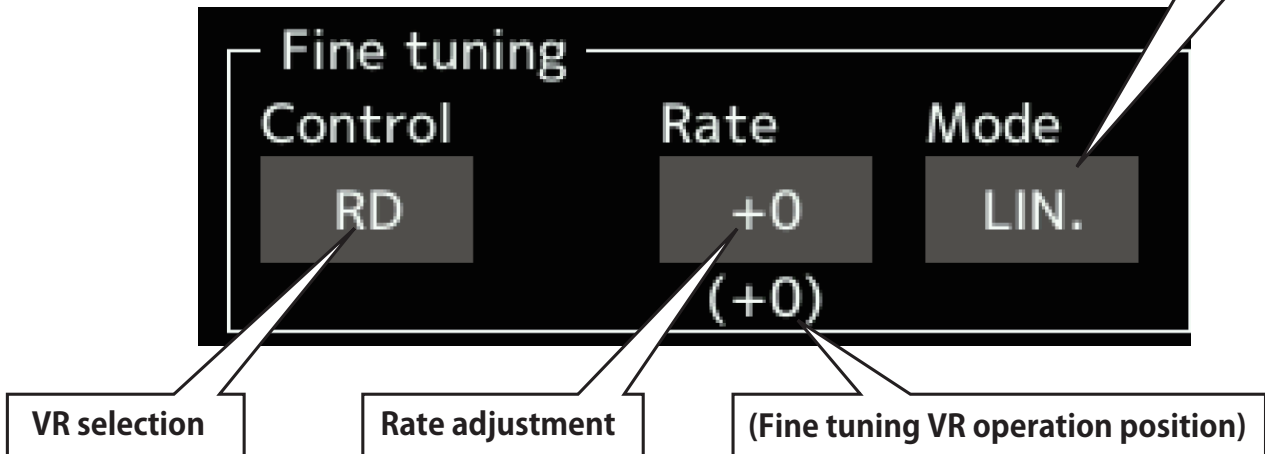 Fine tuning
Control Rate Mode
RD +0 LIN.
(+0)
VR selection Rate adjustment (Fine tuning VR operation position)